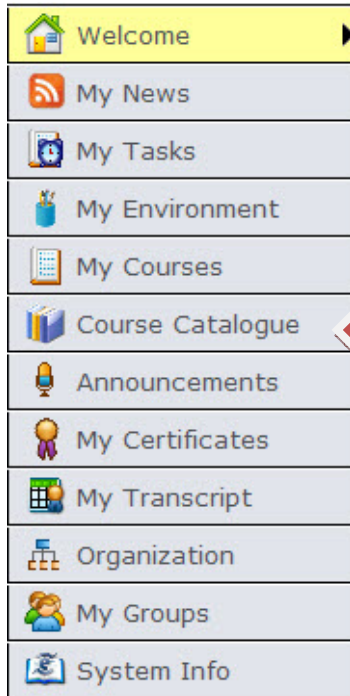 Welcome
My News
My Tasks
My Environment
My Courses
Course Catalogue
Announcements
My Certificates
My Transcript
Organization
My Groups
System Info